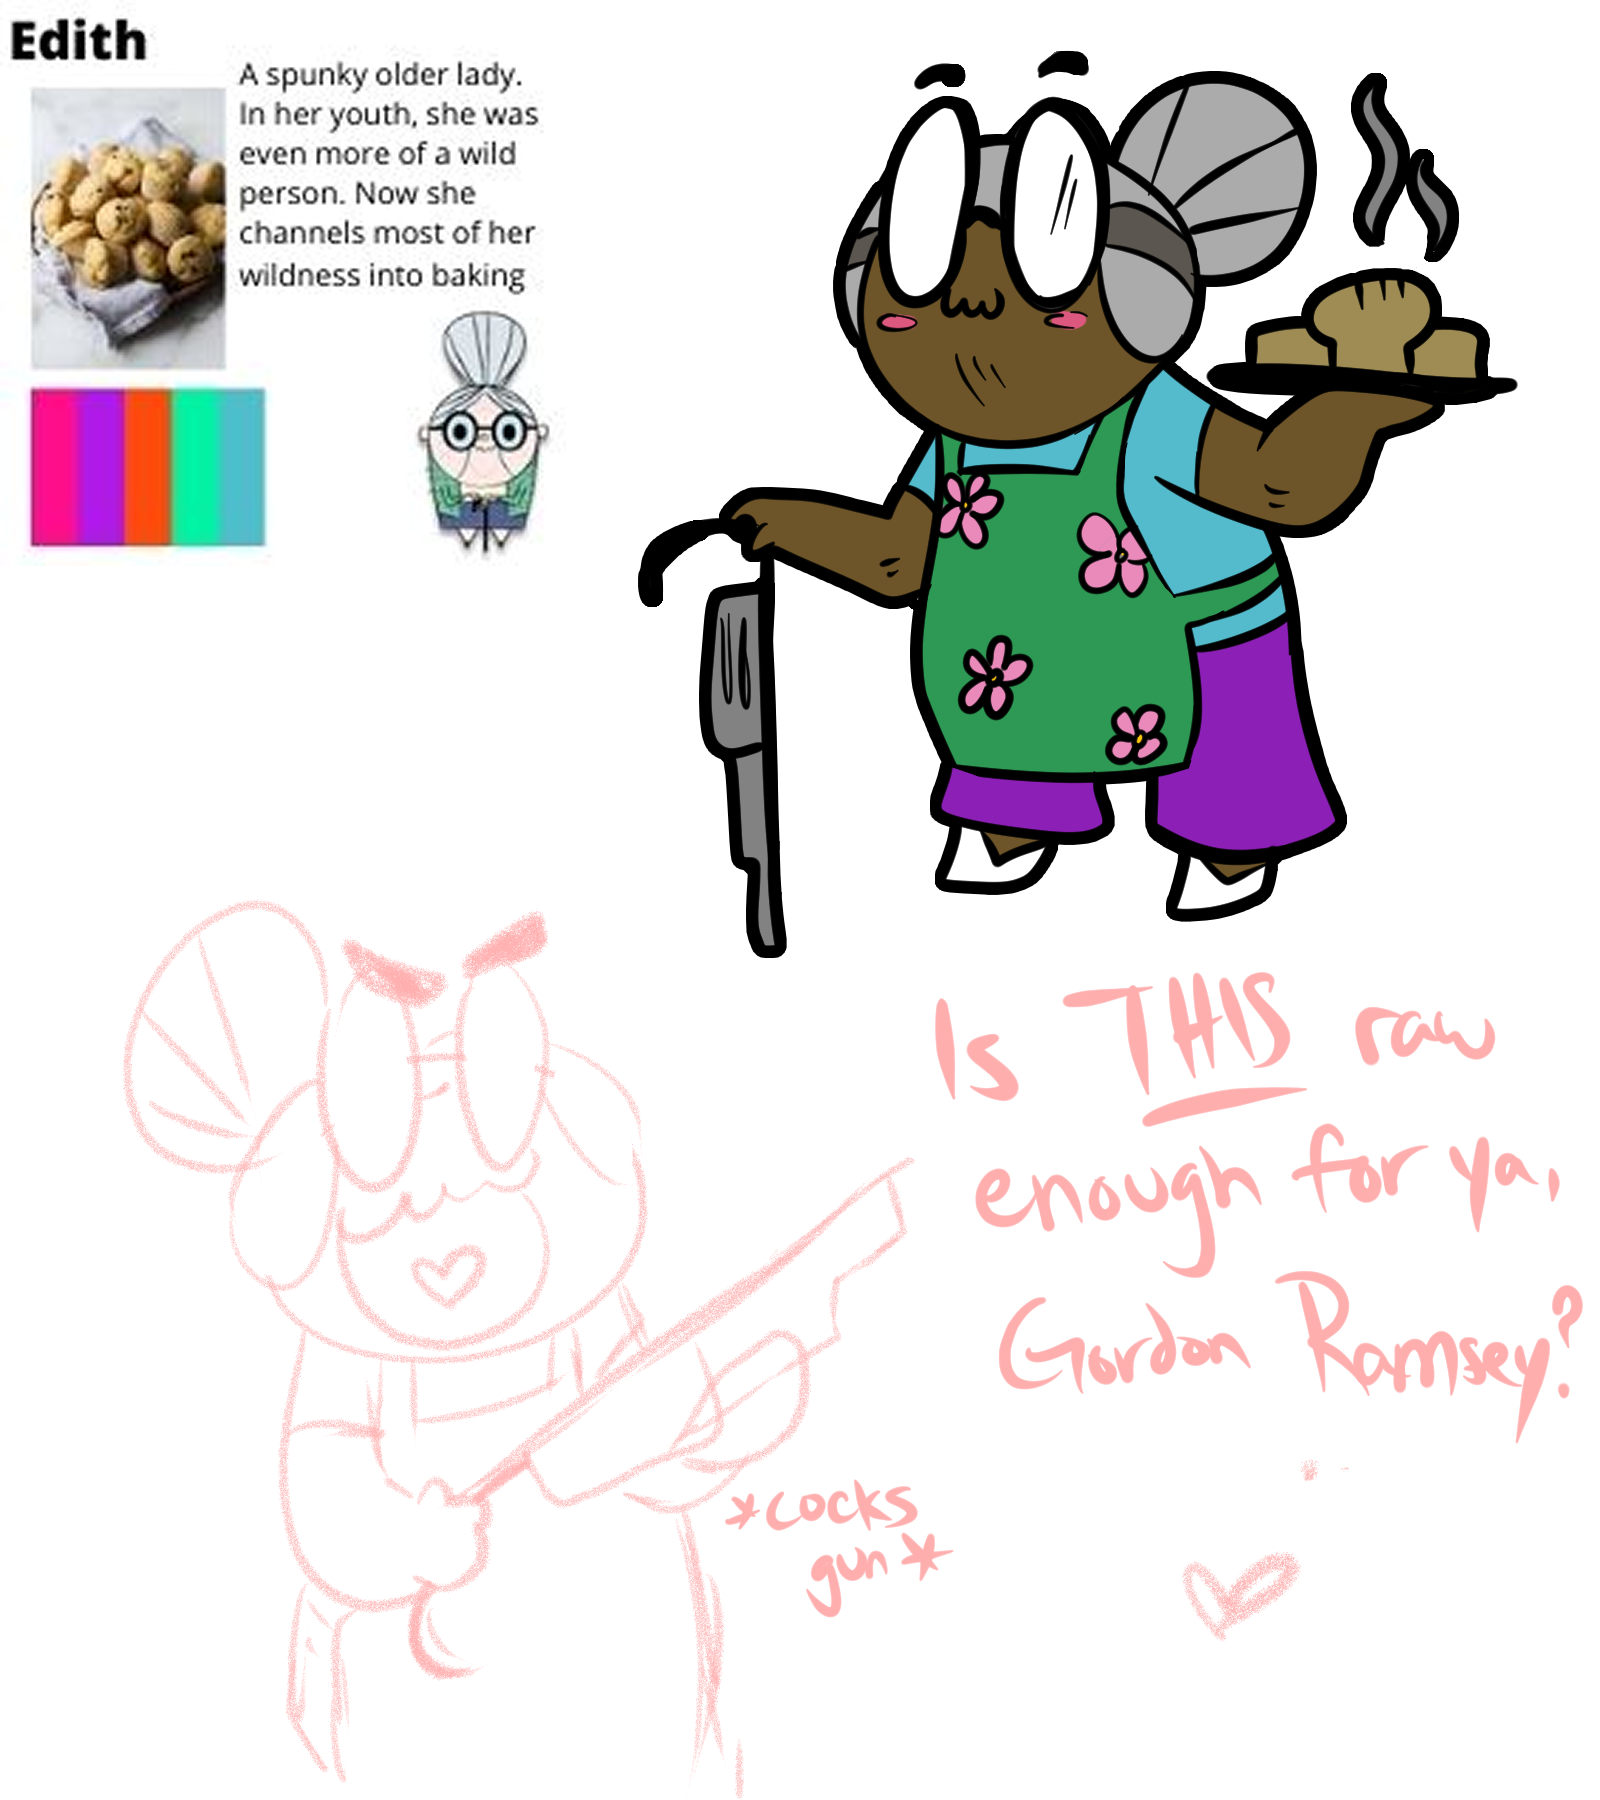 Edith
A spunky older lady.
In her youth, she was
even more of a wild
person. Now she
channels most of her
wildness into baking
Is THIS raw
enough for ya,
Gordon Ramsey?
*cocks
gun*